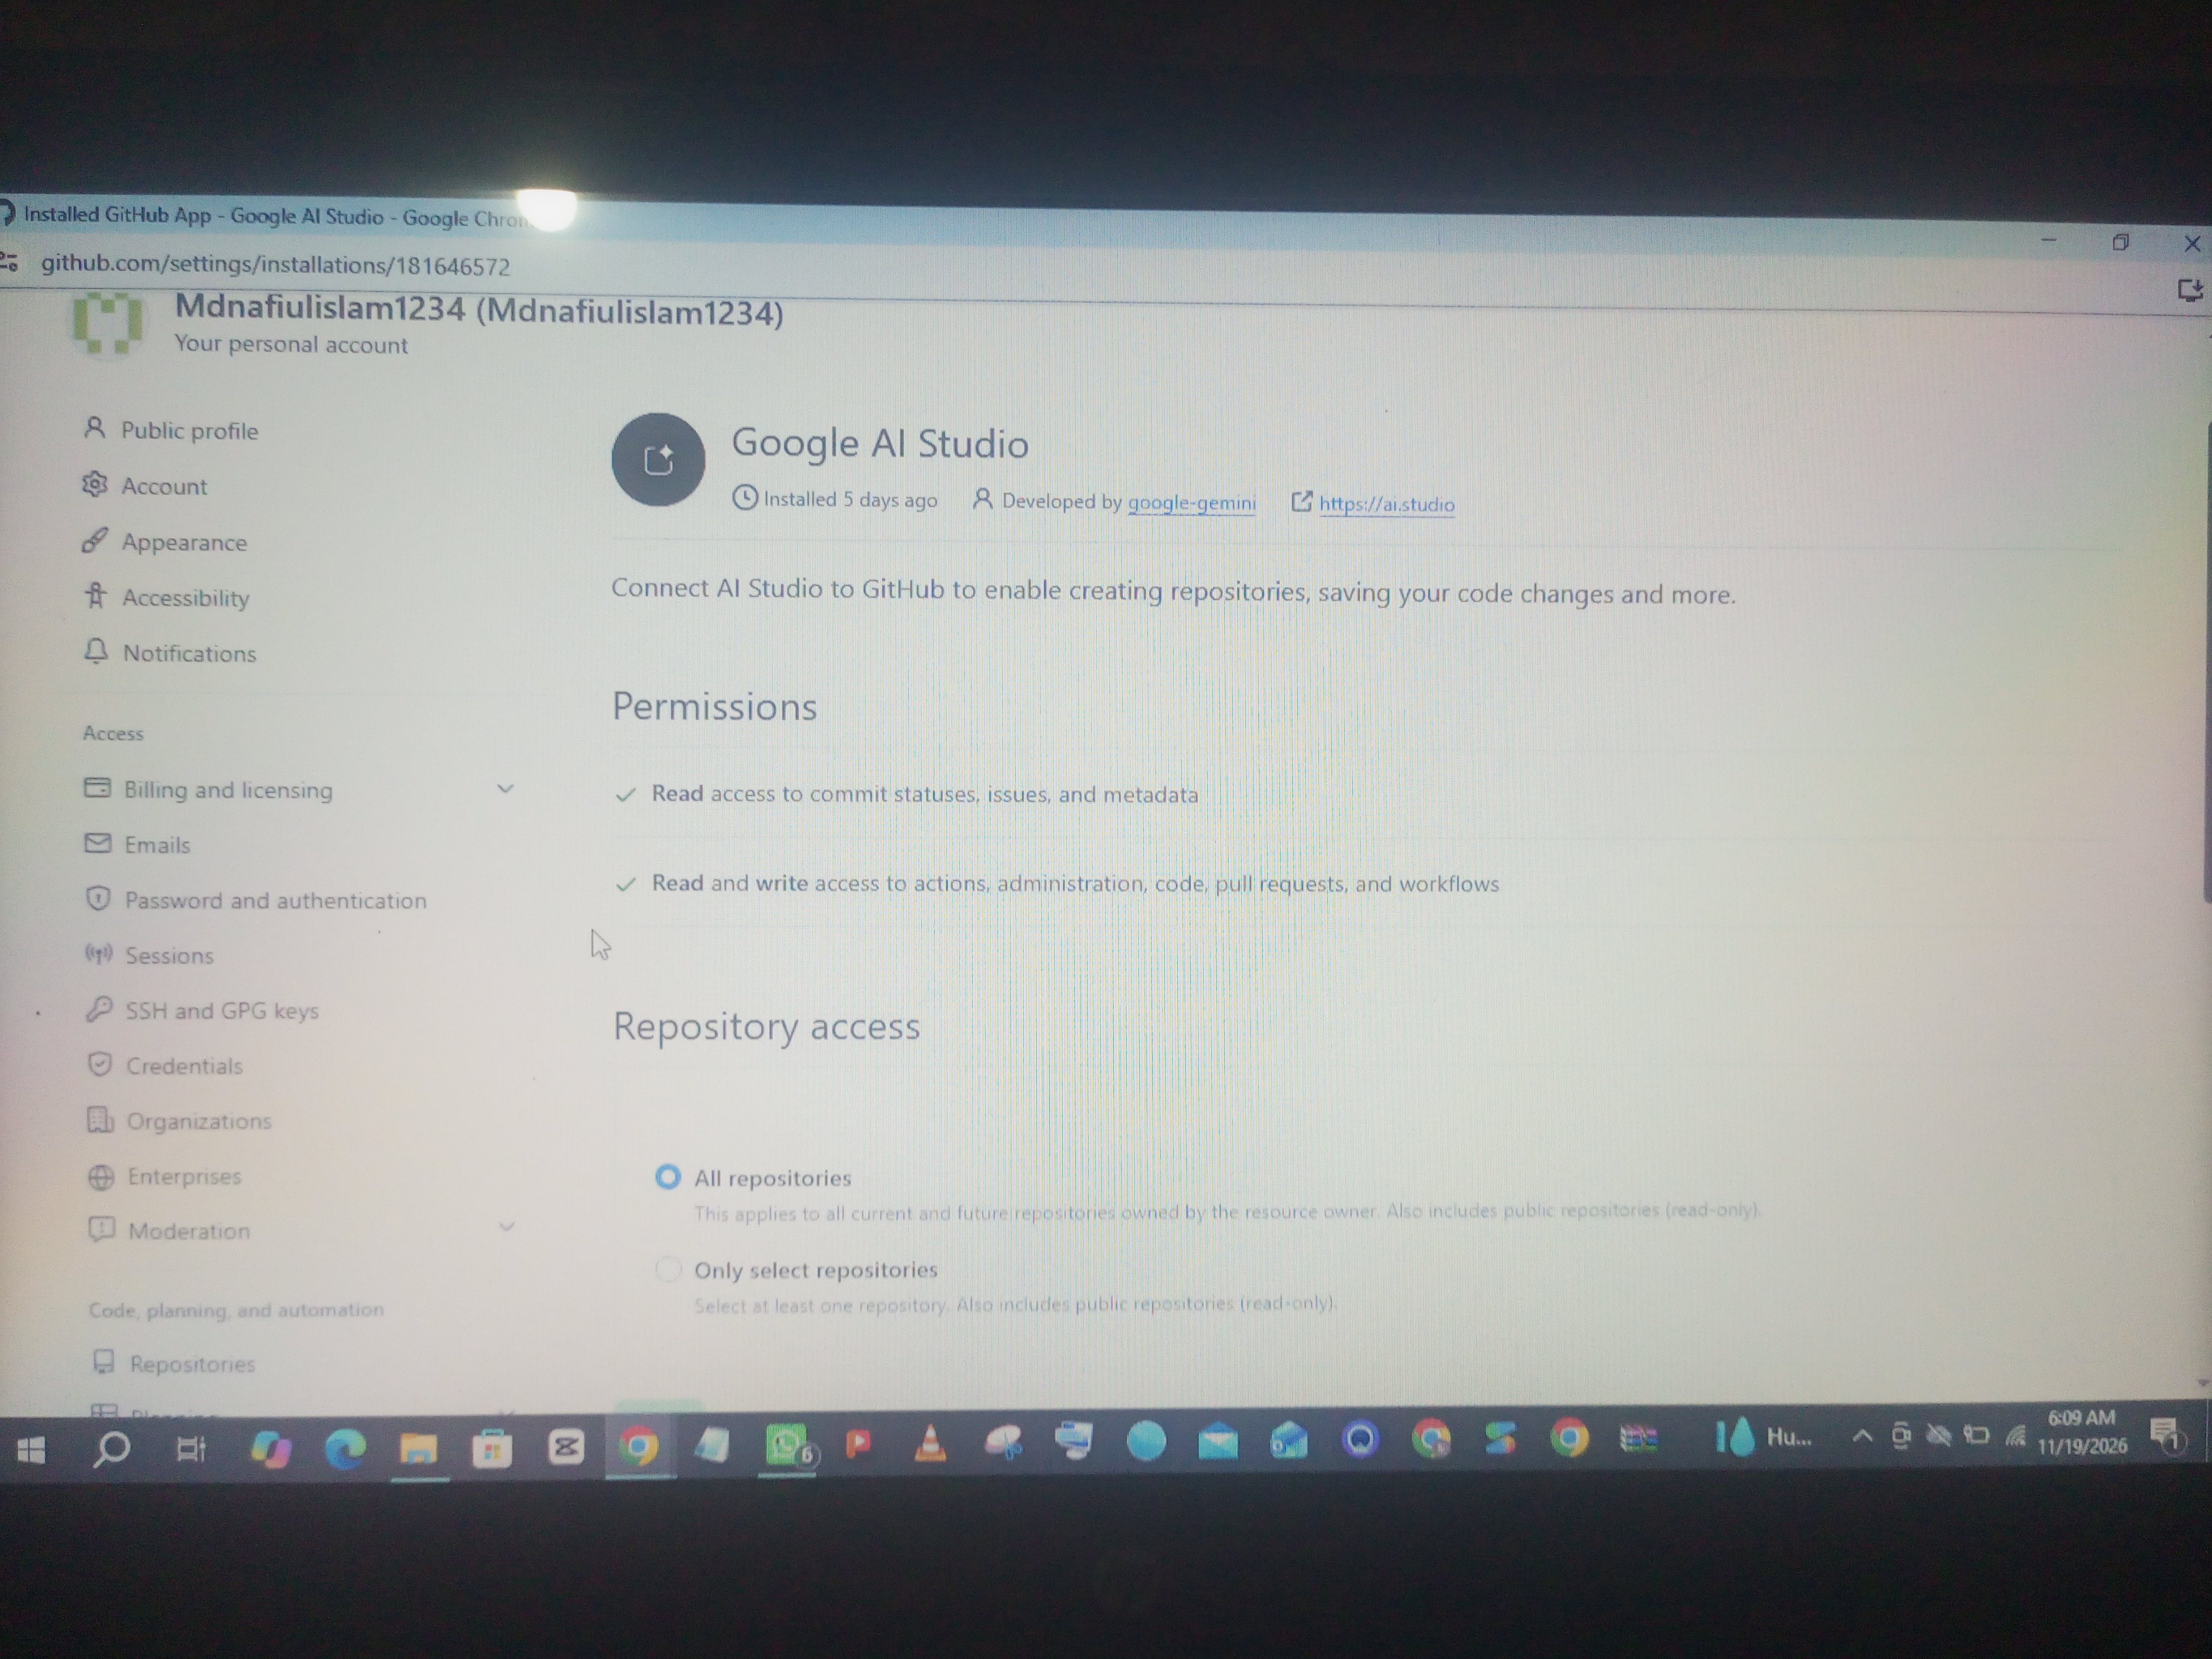 Installed GitHub App - Google AI Studio - Google Chrom
github.com/settings/installations/181646572
Mdnafiulislam1234 (Mdnafiulislam1234)
Your personal account
Public profile
Account
Appearance
Accessibility
Notifications
Access
Billing and licensing
Emails
Password and authentication
Sessions
SSH and GPG keys
Credentials
Organizations
Enterprises
Moderation
Code, planning, and automation
Repositories
Google AI Studio
Installed 5 days ago Developed by google-gemini https://ai.studio
Connect AI Studio to GitHub to enable creating repositories, saving your code changes and more.
Permissions
Read access to commit statuses, issues, and metadata
Read and write access to actions, administration, code, pull requests, and workflows
Repository access
All repositories
This applies to all current and future repositories owned by the resource owner. Also includes public repositories (read-only).
Only select repositories
Select at least one repository. Also includes public repositories (read-only).
6
Hu...
6:09 AM
11/19/2026
1